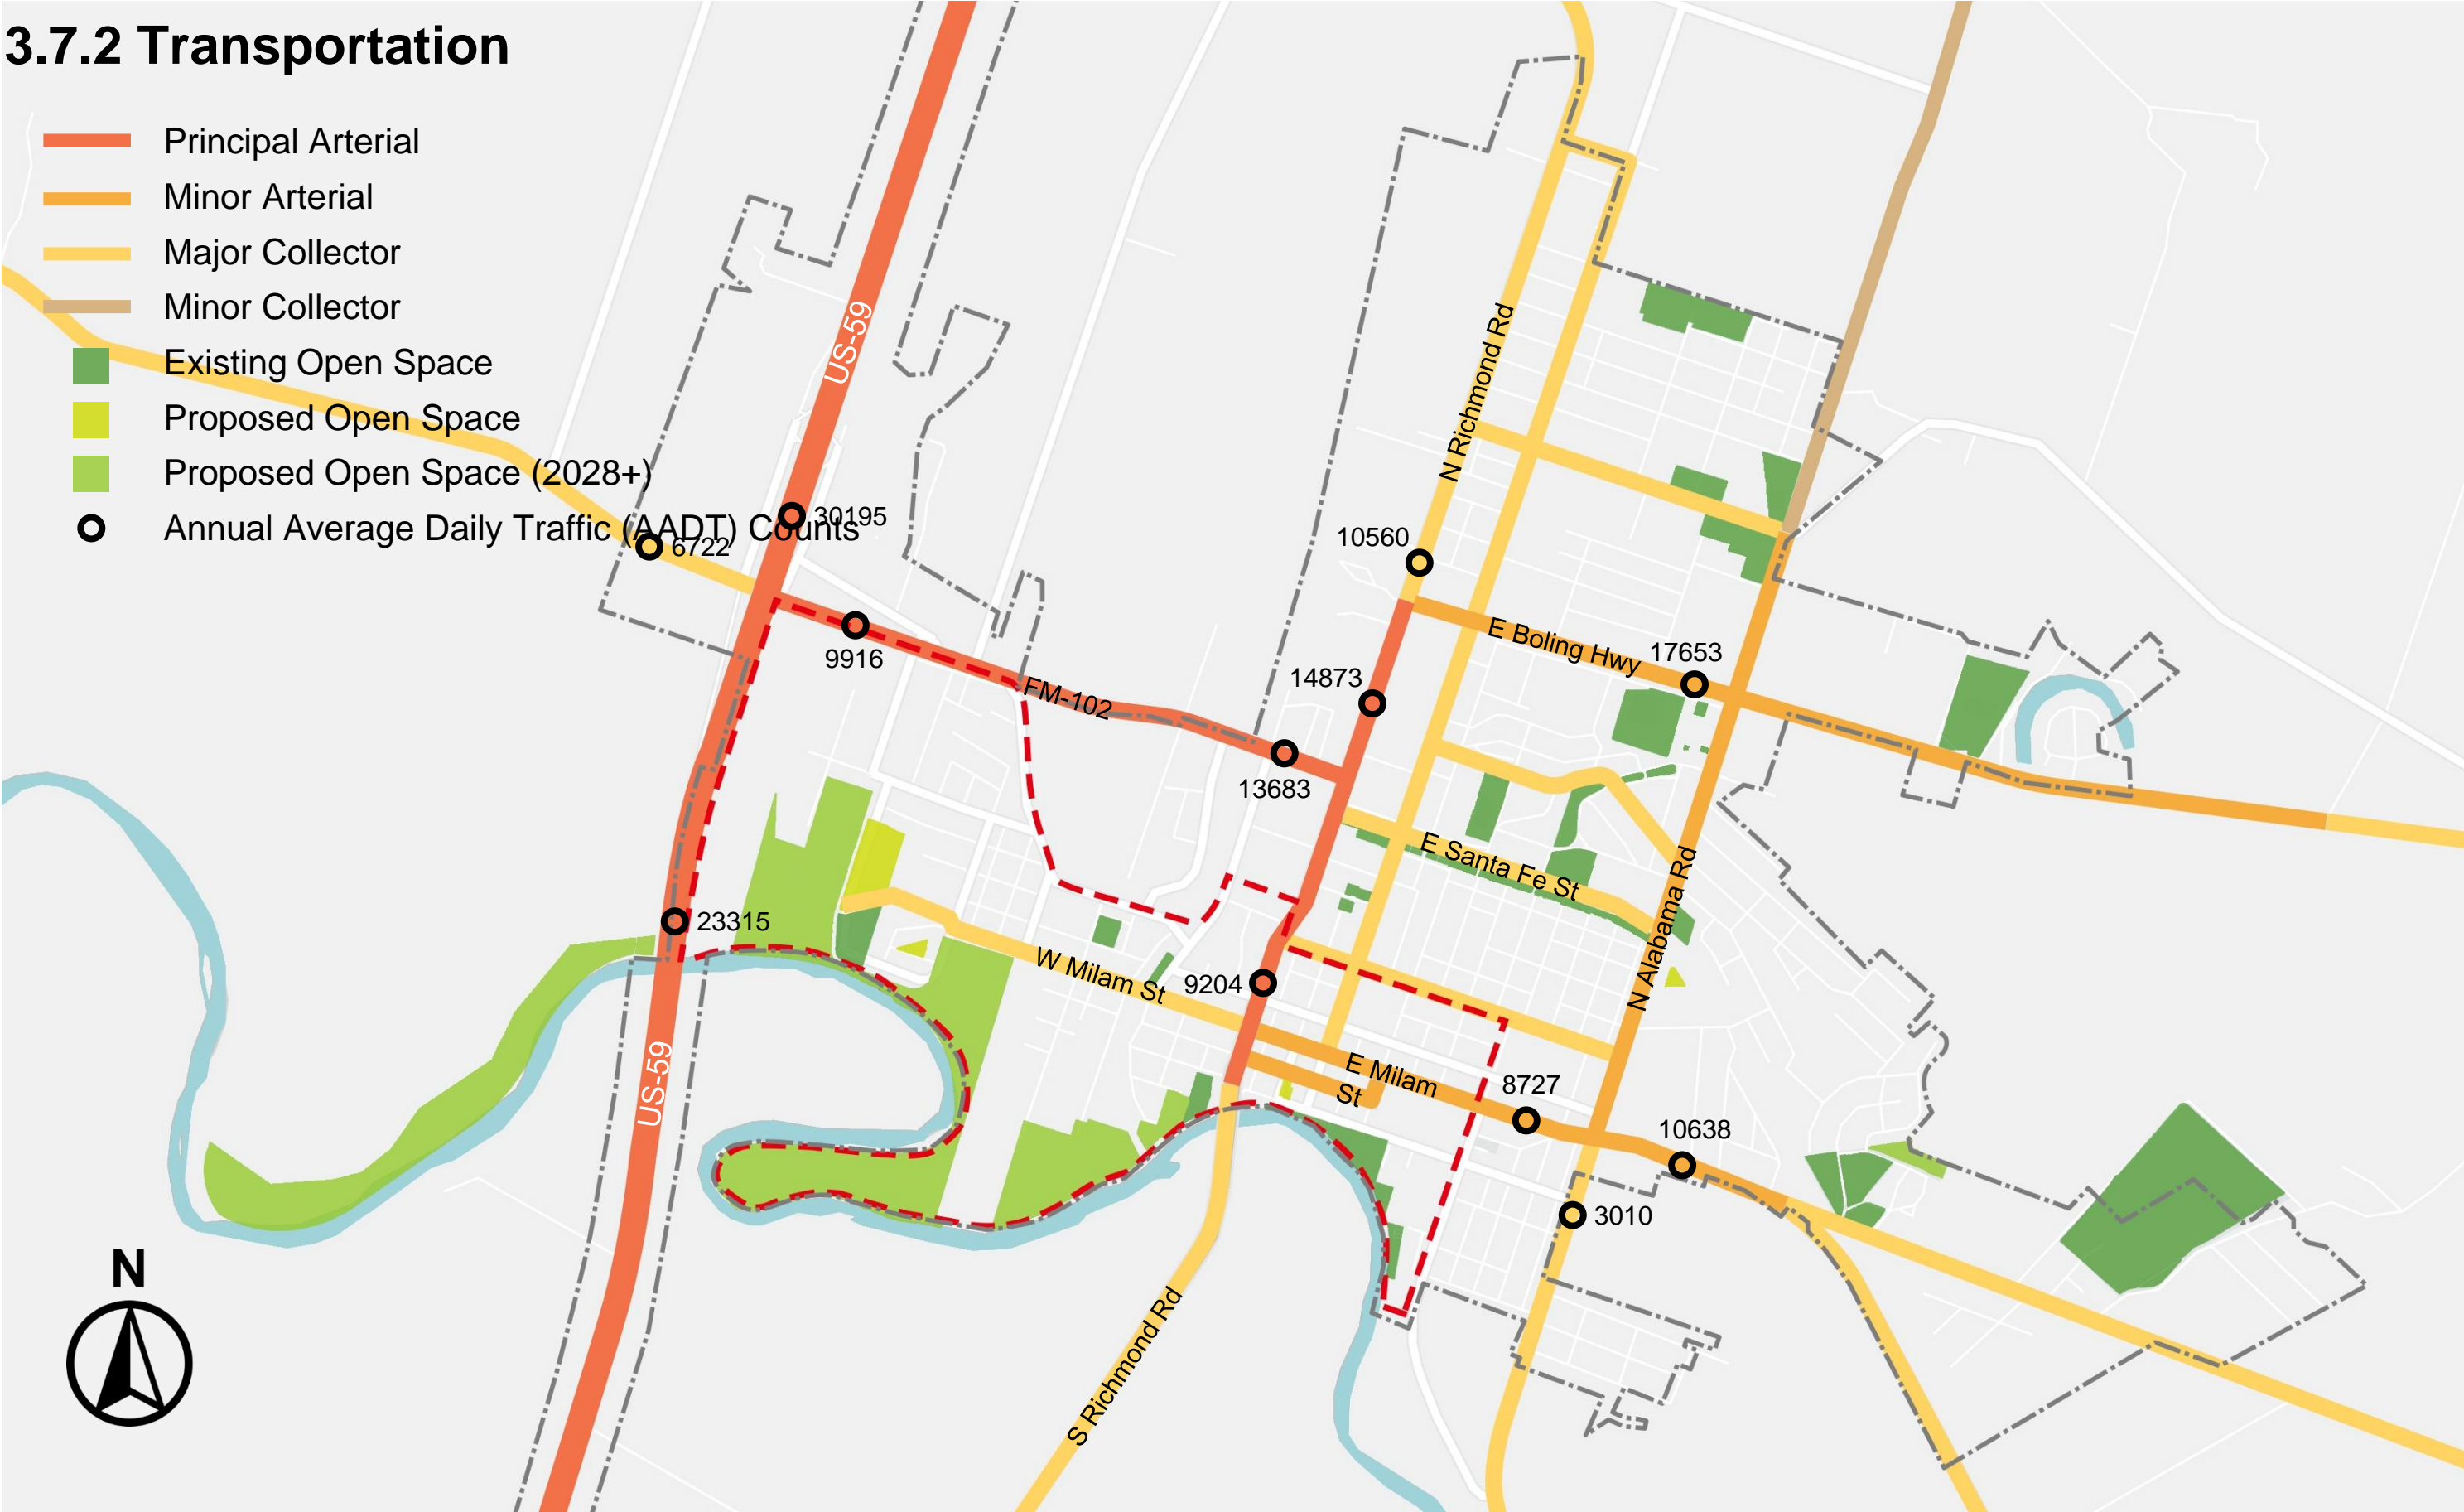 3.7.2 Transportation
Principal Arterial
Minor Arterial
Major Collector
Minor Collector
Existing Open Space
Proposed Open Space
Proposed Open Space (2028+)
Annual Average Daily Traffic (AADT) Counts
US-59
N Richmond Rd
30195
6722
10560
9916
FM-102
14873
E Boling Hwy
17653
13683
E Santa Fe St
N Alabama Rd
23315
W Milam St
9204
US-59
E Milam
St
8727
10638
3010
S Richmond Rd
N